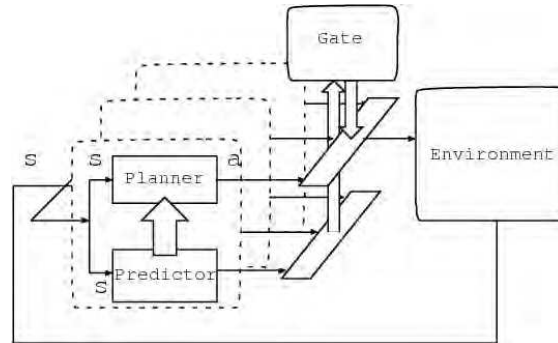 Gate
S
S
a
Planner
Environment
Predictor
S